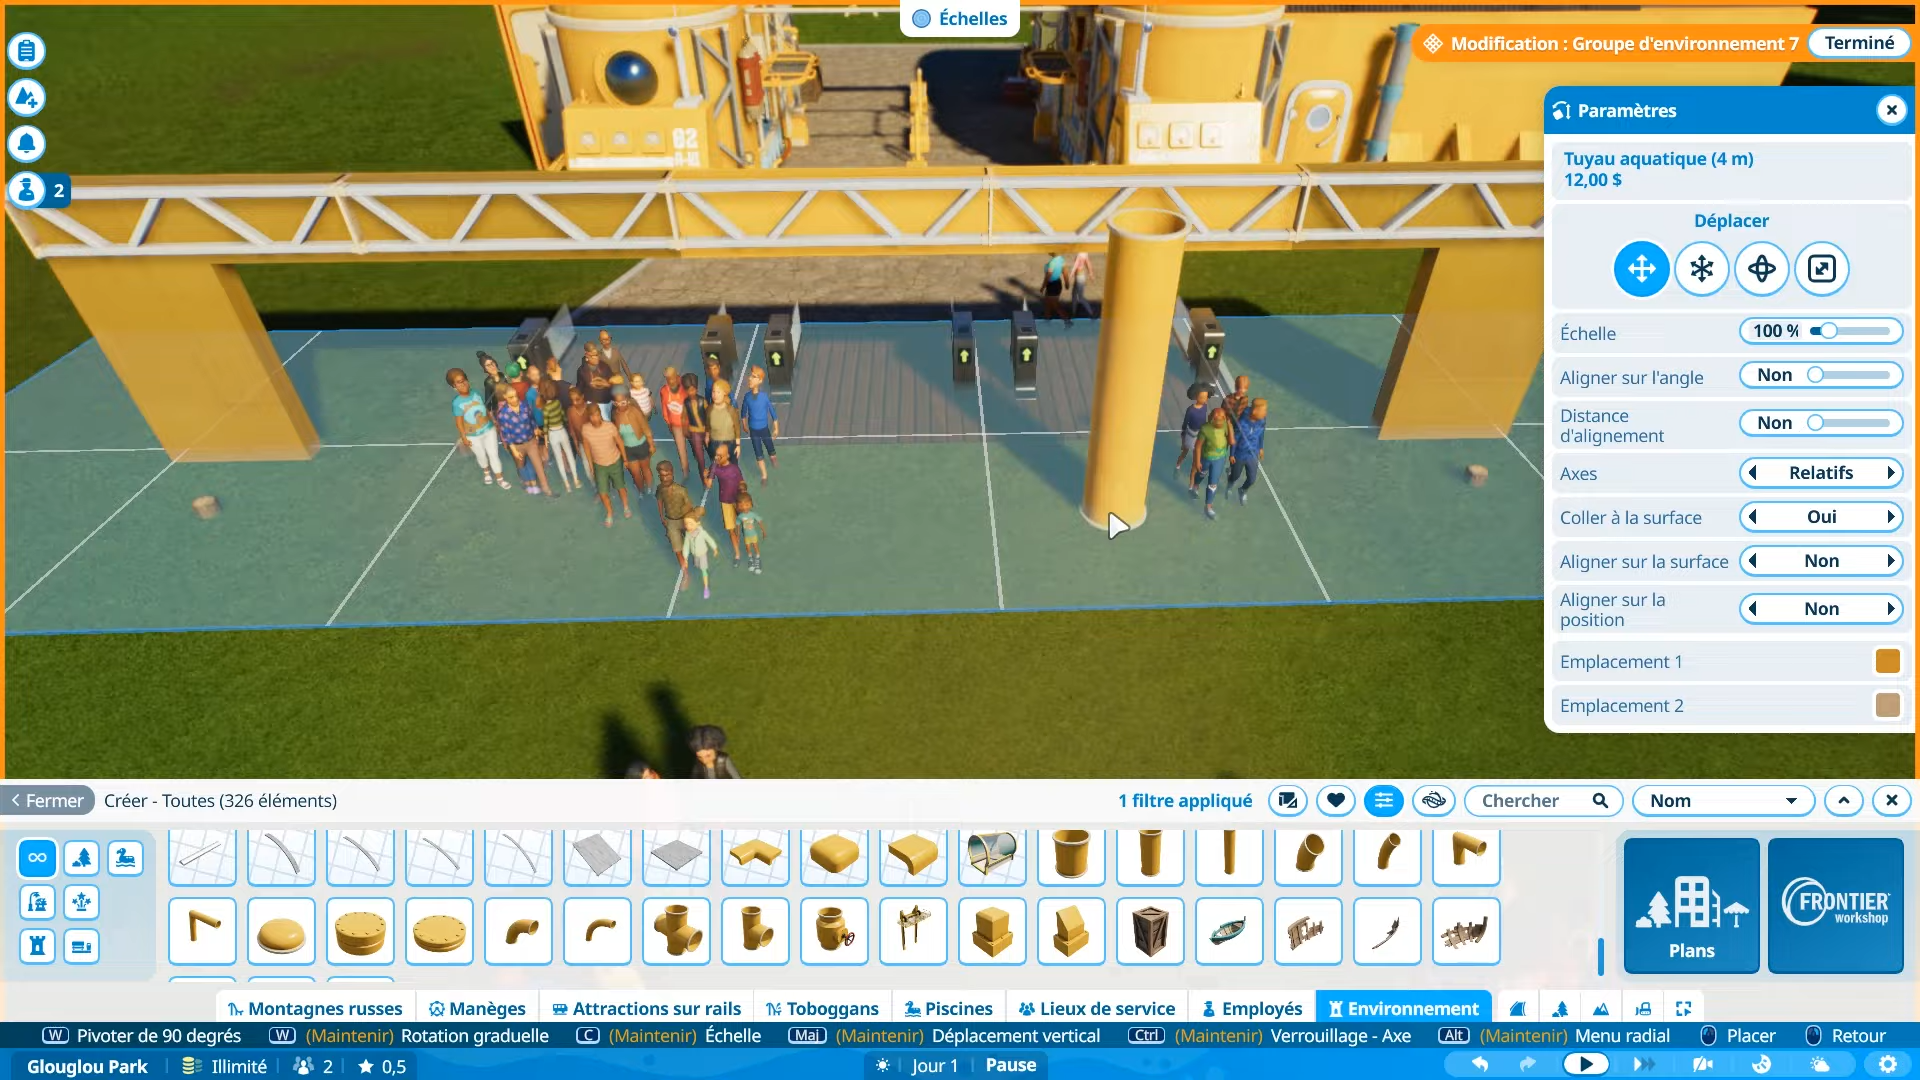 Échelles
Modification : Groupe d'environnement 7
Terminé
2
02
Paramètres
Tuyau aquatique (4 m)
12,00 $
Déplacer
Échelle
100 %
Aligner sur l'angle
Non
Distance d'alignement
Non
Axes
Relatifs
Coller à la surface
Oui
Aligner sur la surface
Non
Aligner sur la position
Non
Emplacement 1
Emplacement 2
Fermer
Créer - Toutes (326 éléments)
1 filtre appliqué
Chercher
Nom
Plans
FRONTIER
workshop
Montagnes russes
Manèges
Attractions sur rails
Toboggans
Piscines
Lieux de service
Employés
Environnement
W Pivoter de 90 degrés
W (Maintenir) Rotation graduelle
C (Maintenir) Échelle
Maj (Maintenir) Déplacement vertical
Ctrl (Maintenir) Verrouillage - Axe
Alt (Maintenir) Menu radial
Placer
Retour
Glouglou Park
Illimité
2
0,5
Jour 1
Pause